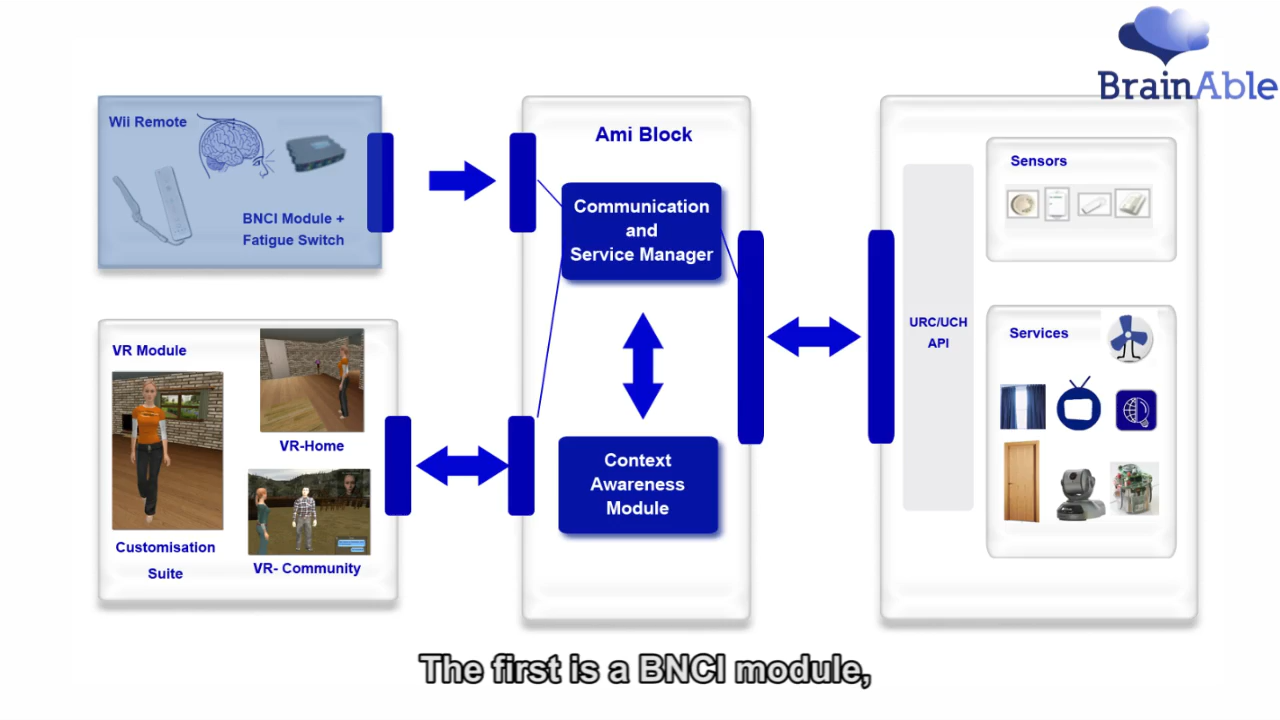 BrainAble
Wii Remote
BNCI Module +
Fatigue Switch
Ami Block
Communication
and
Service Manager
Context
Awareness
Module
VR Module
VR-Home
Customisation
Suite
VR- Community
URC/UCH
API
Sensors
Services
The first is a BNCI module,